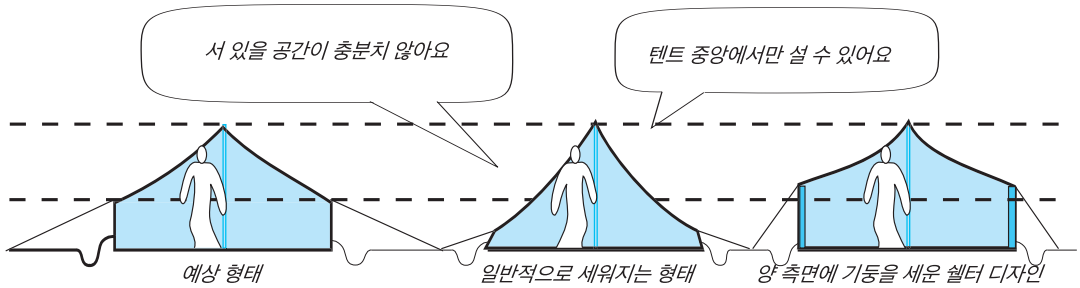 서 있을 공간이 충분치 않아요
텐트 중앙에서만 설 수 있어요
예상 형태
일반적으로 세워지는 형태
양 측면에 기둥을 세운 쉘터 디자인